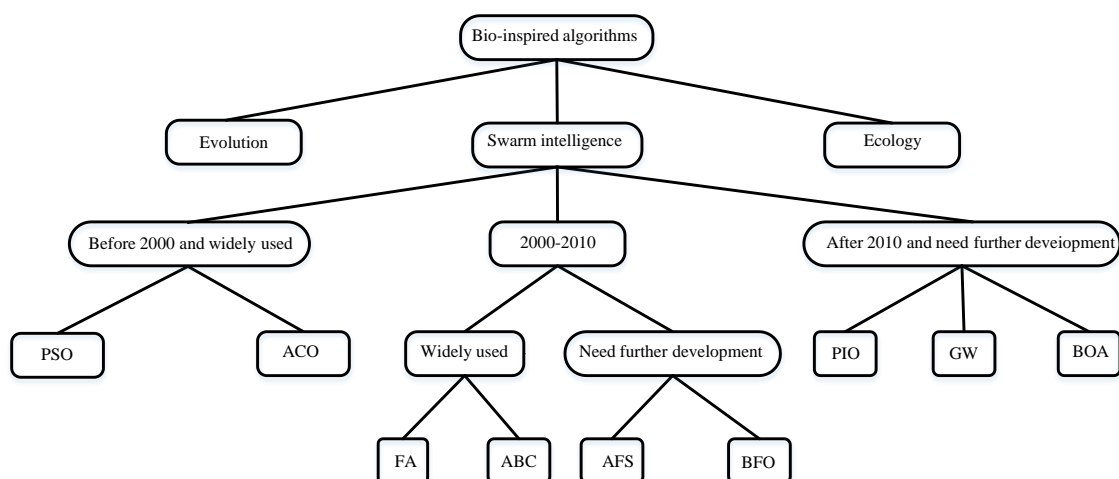 Bio-inspired algorithms
Evolution
Swarm intelligence
Ecology
Before 2000 and widely used
2000-2010
After 2010 and need further deveiopment
PSO
ACO
Widely used
Need further development
PIO
GW
BOA
FA
ABC
AFS
BFO